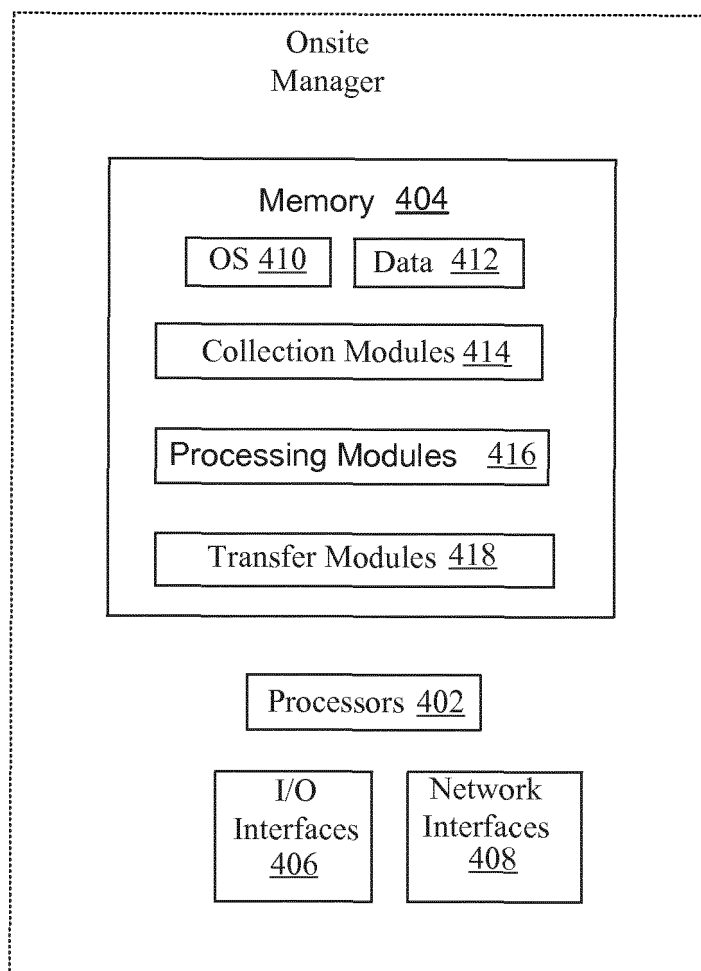 Onsite
Manager
Memory 404
OS 410
Data 412
Collection Modules 414
Processing Modules 416
Transfer Modules 418
Processors 402
I/O
Interfaces
406
Network
Interfaces
408